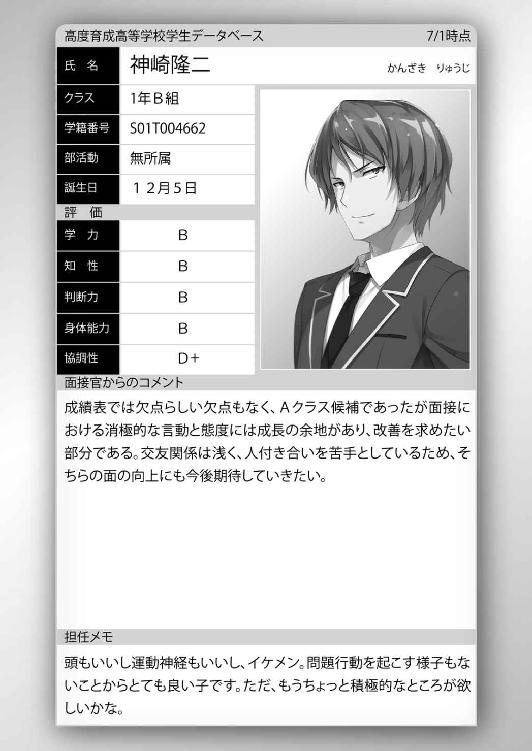 高度育成高等学校学生データベース 7/1時点
氏 名 神崎隆二 かんざき りゅうじ
クラス 1年B組
学籍番号 S01T004662
部活動 無所属
誕生日 12月5日
評 価
学 力 B
知 性 B
判断力 B
身体能力 B
協調性 D+
面接官からのコメント
成績表では欠点らしい欠点もなく、Aクラス候補であったが面接に
おける消極的な言動と態度には成長の余地があり、改善を求めたい
部分である。交友関係は浅く、人付き合いを苦手としているため、そ
ちらの面の向上にも今後期待していきたい。
担任メモ
頭もいいし運動神経もいいし、イケメン。問題行動を起こす様子もな
いことからとても良い子です。ただ、もうちょっと積極的なところが欲
しいかな。